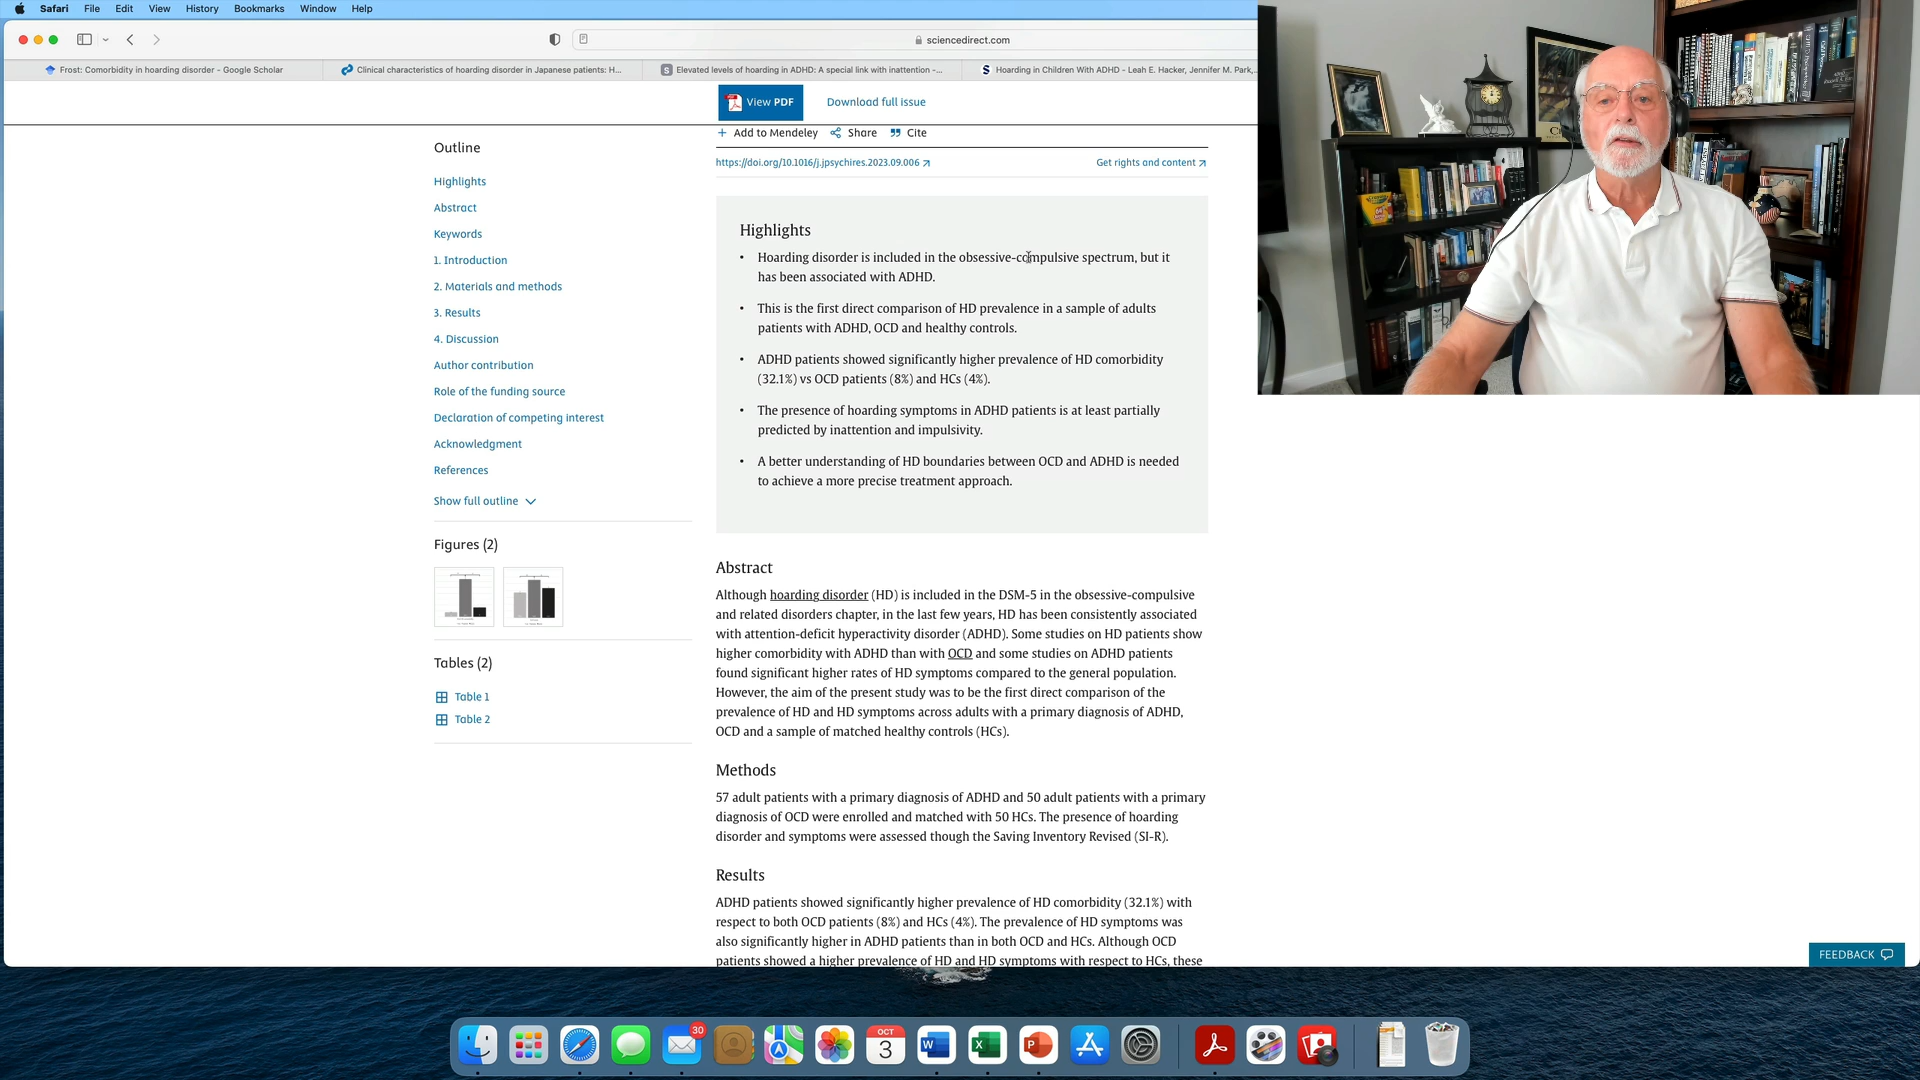 Safari File Edit View History Bookmarks Window Help
sciencedirect.com
Frost: Comorbidity in hoarding disorder - Google Scholar
Clinical characteristics of hoarding disorder in Japanese patients: H...
Elevated levels of hoarding in ADHD: A special link with inattention -...
Hoarding in Children With ADHD - Leah E. Hacker, Jennifer M. Park,...
View PDF
Download full issue
Add to Mendeley Share Cite
https://doi.org/10.1016/j.jpsychires.2023.09.006
Get rights and content
Outline
Highlights
Abstract
Keywords
1. Introduction
2. Materials and methods
3. Results
4. Discussion
Author contribution
Role of the funding source
Declaration of competing interest
Acknowledgment
References
Show full outline
Figures (2)
Tables (2)
Table 1
Table 2
Highlights
• Hoarding disorder is included in the obsessive-compulsive spectrum, but it
has been associated with ADHD.
• This is the first direct comparison of HD prevalence in a sample of adults
patients with ADHD, OCD and healthy controls.
• ADHD patients showed significantly higher prevalence of HD comorbidity
(32.1%) vs OCD patients (8%) and HCs (4%).
• The presence of hoarding symptoms in ADHD patients is at least partially
predicted by inattention and impulsivity.
• A better understanding of HD boundaries between OCD and ADHD is needed
to achieve a more precise treatment approach.
Abstract
Although hoarding disorder (HD) is included in the DSM-5 in the obsessive-compulsive
and related disorders chapter, in the last few years, HD has been consistently associated
with attention-deficit hyperactivity disorder (ADHD). Some studies on HD patients show
higher comorbidity with ADHD than with OCD and some studies on ADHD patients
found significant higher rates of HD symptoms compared to the general population.
However, the aim of the present study was to be the first direct comparison of the
prevalence of HD and HD symptoms across adults with a primary diagnosis of ADHD,
OCD and a sample of matched healthy controls (HCs).
Methods
57 adult patients with a primary diagnosis of ADHD and 50 adult patients with a primary
diagnosis of OCD were enrolled and matched with 50 HCs. The presence of hoarding
disorder and symptoms were assessed though the Saving Inventory Revised (SI-R).
Results
ADHD patients showed significantly higher prevalence of HD comorbidity (32.1%) with
respect to both OCD patients (8%) and HCs (4%). The prevalence of HD symptoms was
also significantly higher in ADHD patients than in both OCD and HCs. Although OCD
patients showed a higher prevalence of HD and HD symptoms with respect to HCs, these
FEEDBACK
30
OCT
3